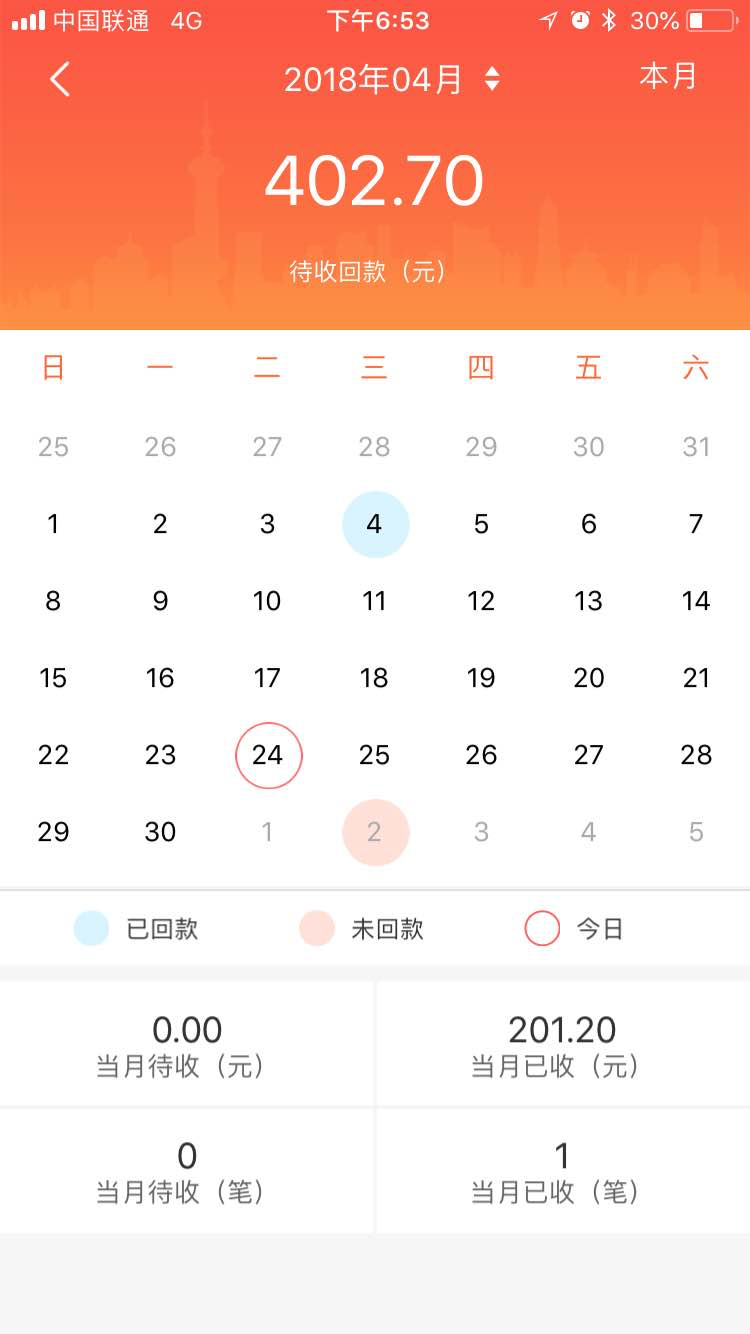 中国联通 4G 下午6:53 30%
2018年04月 本月
402.70
待收回款（元）
日 一 二 三 四 五 六
25 26 27 28 29 30 31
1 2 3 4 5 6 7
8 9 10 11 12 13 14
15 16 17 18 19 20 21
22 23 24 25 26 27 28
29 30 1 2 3 4 5
已回款 未回款 今日
0.00 201.20
当月待收（元） 当月已收（元）
0 1
当月待收（笔） 当月已收（笔）